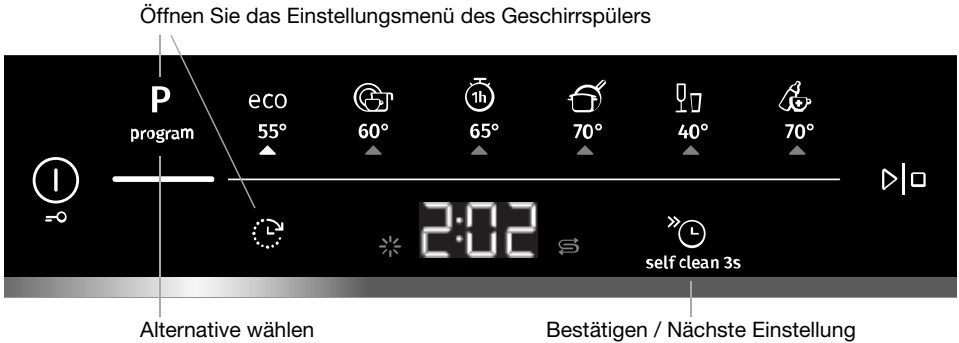 Öffnen Sie das Einstellungsmenü des Geschirrspülers
P
program
eco
55°
60°
1h
65°
70°
40°
70°
2:02
self clean 3s
Alternative wählen
Bestätigen / Nächste Einstellung